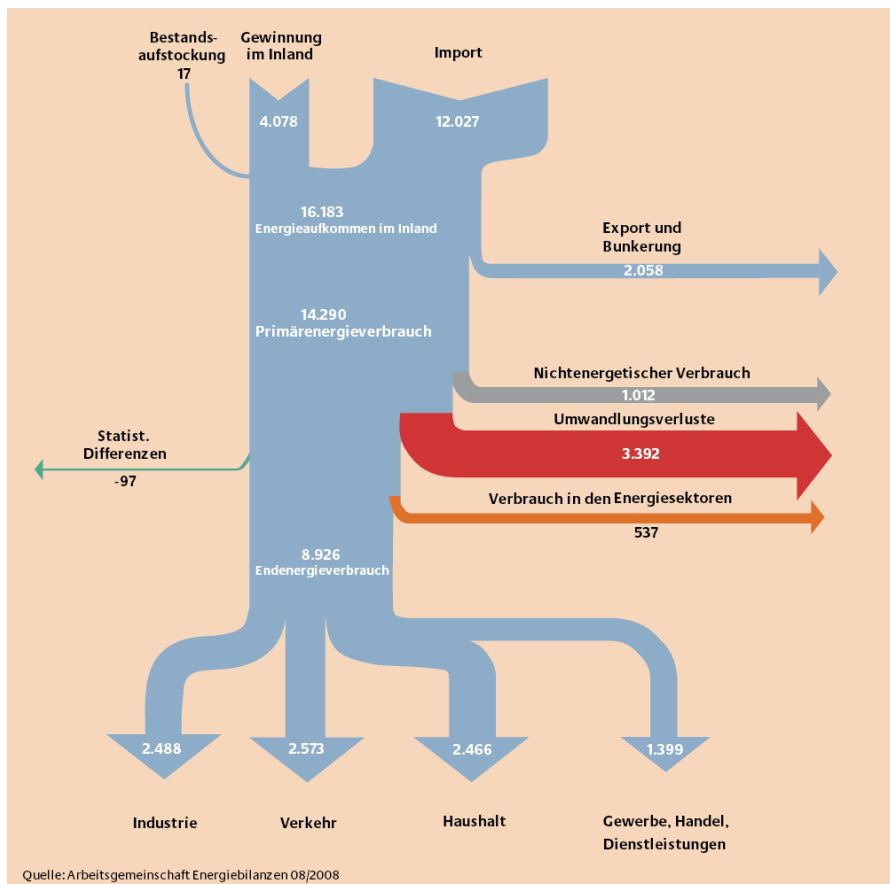 Bestands-
aufstockung
17
Gewinnung
im Inland
Import
4.078
12.027
16.183
Energieaufkommen im Inland
Export und
Bunkerung
2.058
14.290
Primärenergieverbrauch
Nichtenergetischer Verbrauch
1.012
Umwandlungsverluste
3.392
Statist.
Differenzen
-97
Verbrauch in den Energiesektoren
537
8.926
Endenergieverbrauch
2.488
2.573
2.466
1.399
Industrie
Verkehr
Haushalt
Gewerbe, Handel,
Dienstleistungen
Quelle: Arbeitsgemeinschaft Energiebilanzen 08/2008